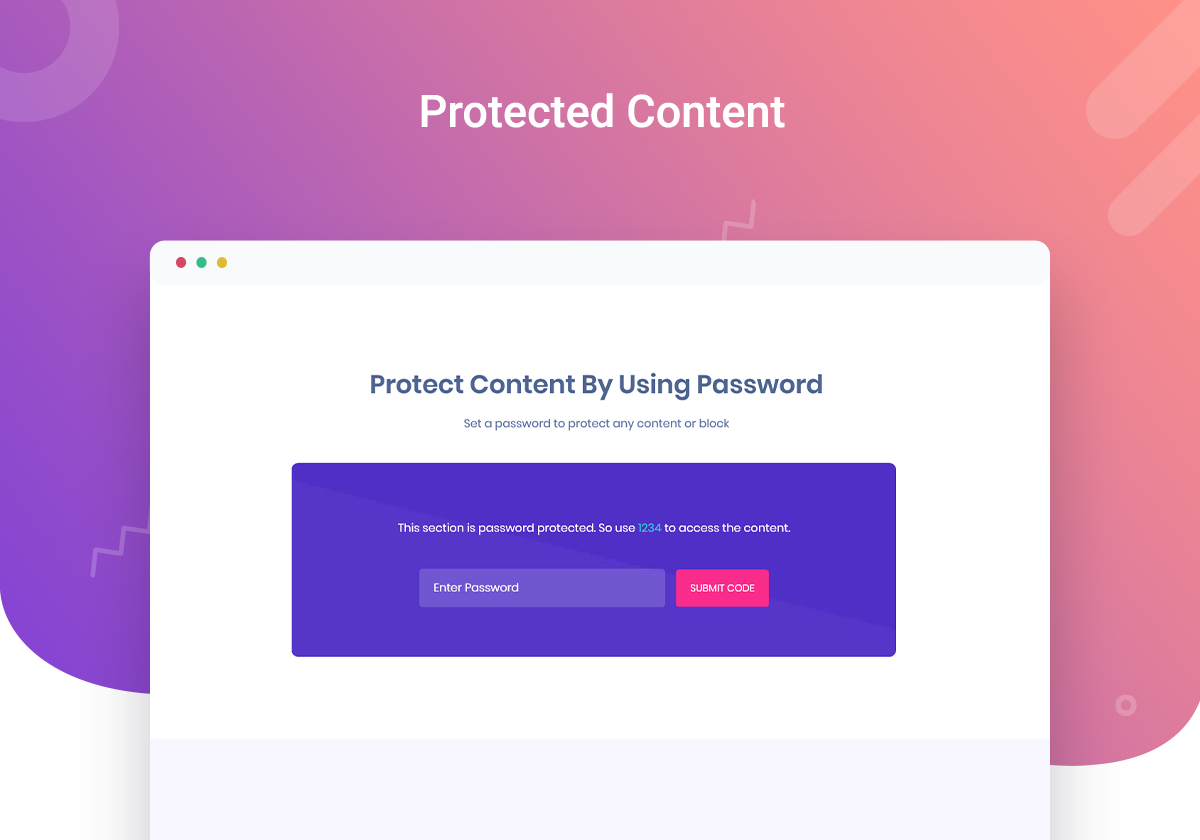 Protected Content
Protect Content By Using Password
Set a password to protect any content or block
This section is password protected. So use 1234 to access the content.
Enter Password
SUBMIT CODE